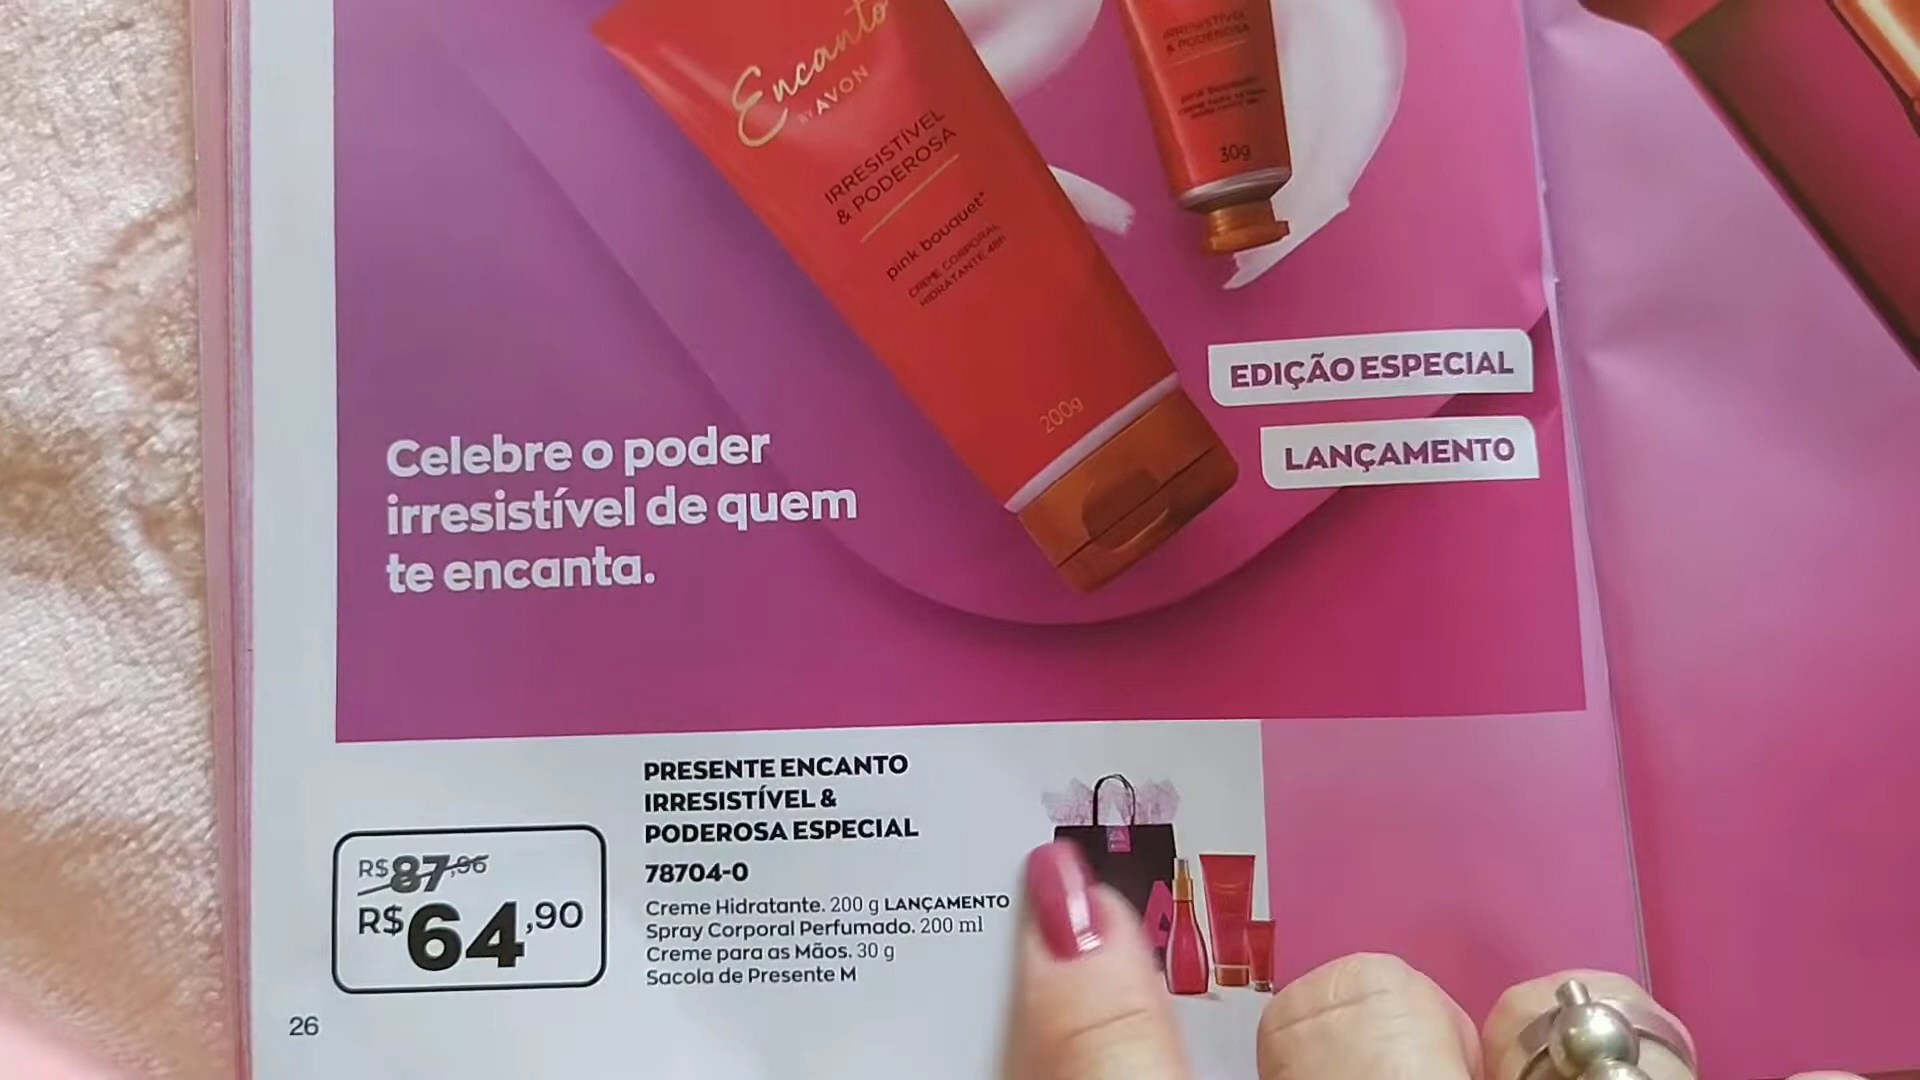 Encanto
BY AVON
IRRESISTÍVEL
& PODEROSA
pink bouquet*
CREME CORPORAL
HIDRATANTE 48h
200g
IRRESISTÍVEL
& PODEROSA
pink bouquet*
30g
EDIÇÃO ESPECIAL
LANÇAMENTO
Celebre o poder
irresistível de quem
te encanta.
R$87,96
R$64,90
PRESENTE ENCANTO
IRRESISTÍVEL &
PODEROSA ESPECIAL
78704-0
Creme Hidratante. 200 g LANÇAMENTO
Spray Corporal Perfumado. 200 ml
Creme para as Mãos. 30 g
Sacola de Presente M
26